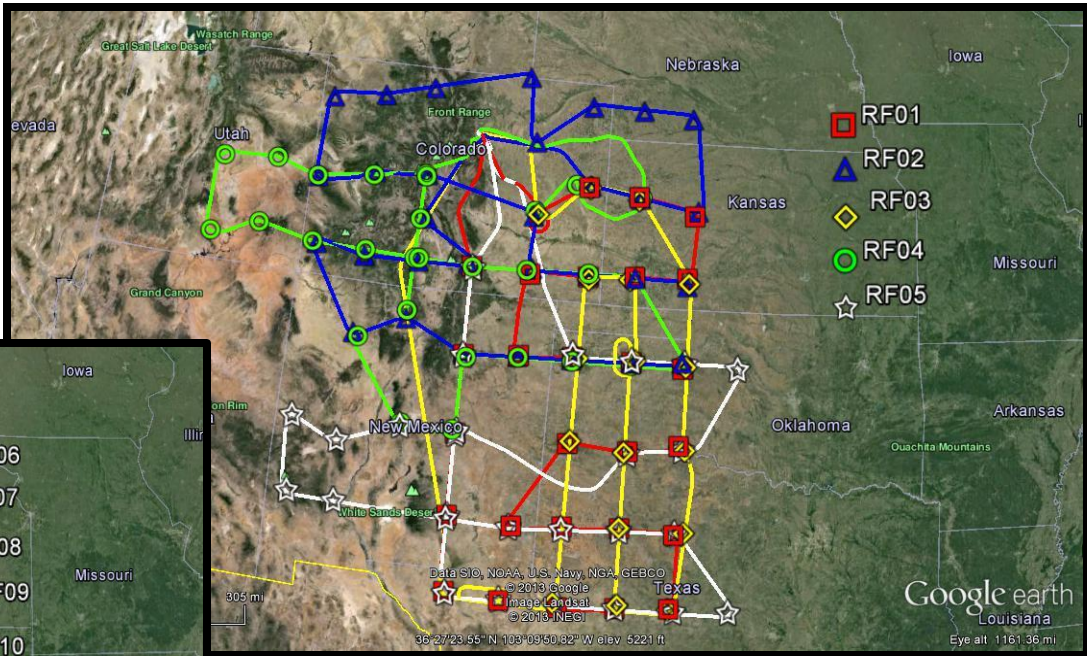 Wasatch Range
Great Salt Lake Desert
Nebraska
Iowa
Front Range
RF01
evada
Utah
Colorado
RF02
Kansas
RF03
RF04
Missouri
Grand Canyon
RF05
Iowa
on Rim
New Mexico
Oklahoma
Arkansas
Ouachita Mountains
06
07
White Sands Deser
08
Missouri
Data SIO, NOAA, U.S. Navy, NGA, GEBCO
© 2013 Google
Image Landsat
© 2013 INEGI
Texas
F09
305 mi
Google earth
Louisiana
10
36°27'23.55" N 103°09'50.82" W elev 5221 ft
Eye alt 1161.36 mi